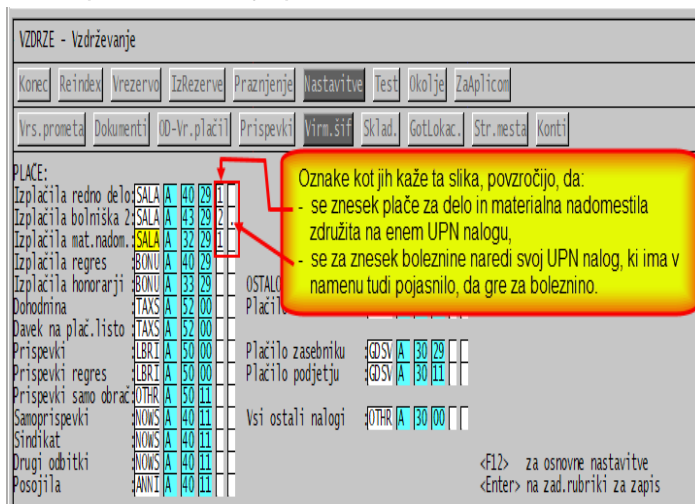 VZDRZE - Vzdrževanje
Konec Reindex Vrezervo IzRezerve Praznjenje Nastavitve Test Okolje ZaAplicom
Vrs.prometa Dokumenti OD-Vr.plačil Prispevki Virm.šif Sklad. GotLokac. Str.mesta Konti
PLAČE:
Izplačila redno delo:SALA A 40 29 1
Izplačila bolniška 2:SALA A 43 29 2 .
Izplačila mat.nadom.:SALA A 32 29 1
Izplačila regres :BONU A 40 29
Izplačila honorarji :BONU A 33 29 OSTALO
Dohodnina :TAXS A 52 00 Plačilo
Davek na plač.listo :TAXS A 52 00
Prispevki :LBRI A 50 00 Plačilo zasebniku :GDSV A 30 29
Prispevki regres :LBRI A 50 00 Plačilo podjetju :GDSV A 30 11
Prispevki samo obrač:OTHR A 50 11
Samoprispevki :NOWS A 40 11 Vsi ostali nalogi :OTHR A 30 00
Sindikat :NOWS A 40 11
Drugi odbitki :NOWS A 40 11 <F12> za osnovne nastavitve
Posojila :ANNI A 40 11 <Enter> na zad.rubriki za zapis
Oznake kot jih kaže ta slika, povzročijo, da:
- se znesek plače za delo in materialna nadomestila
združita na enem UPN nalogu,
- se za znesek boleznine naredi svoj UPN nalog, ki ima v
namenu tudi pojasnilo, da gre za boleznino.